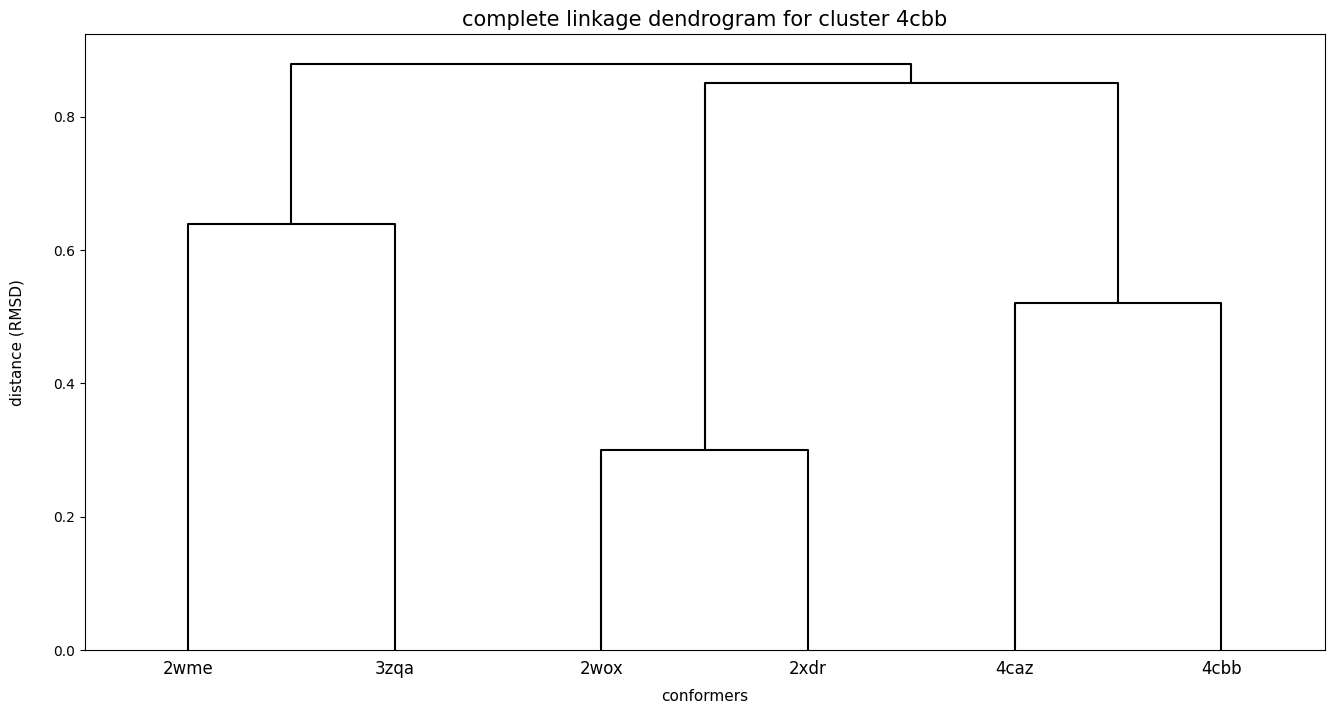 complete linkage dendrogram for cluster 4cbb
distance (RMSD)
0.8
0.6
0.4
0.2
0.0
2wme 3zqa 2wox 2xdr 4caz 4cbb
conformers